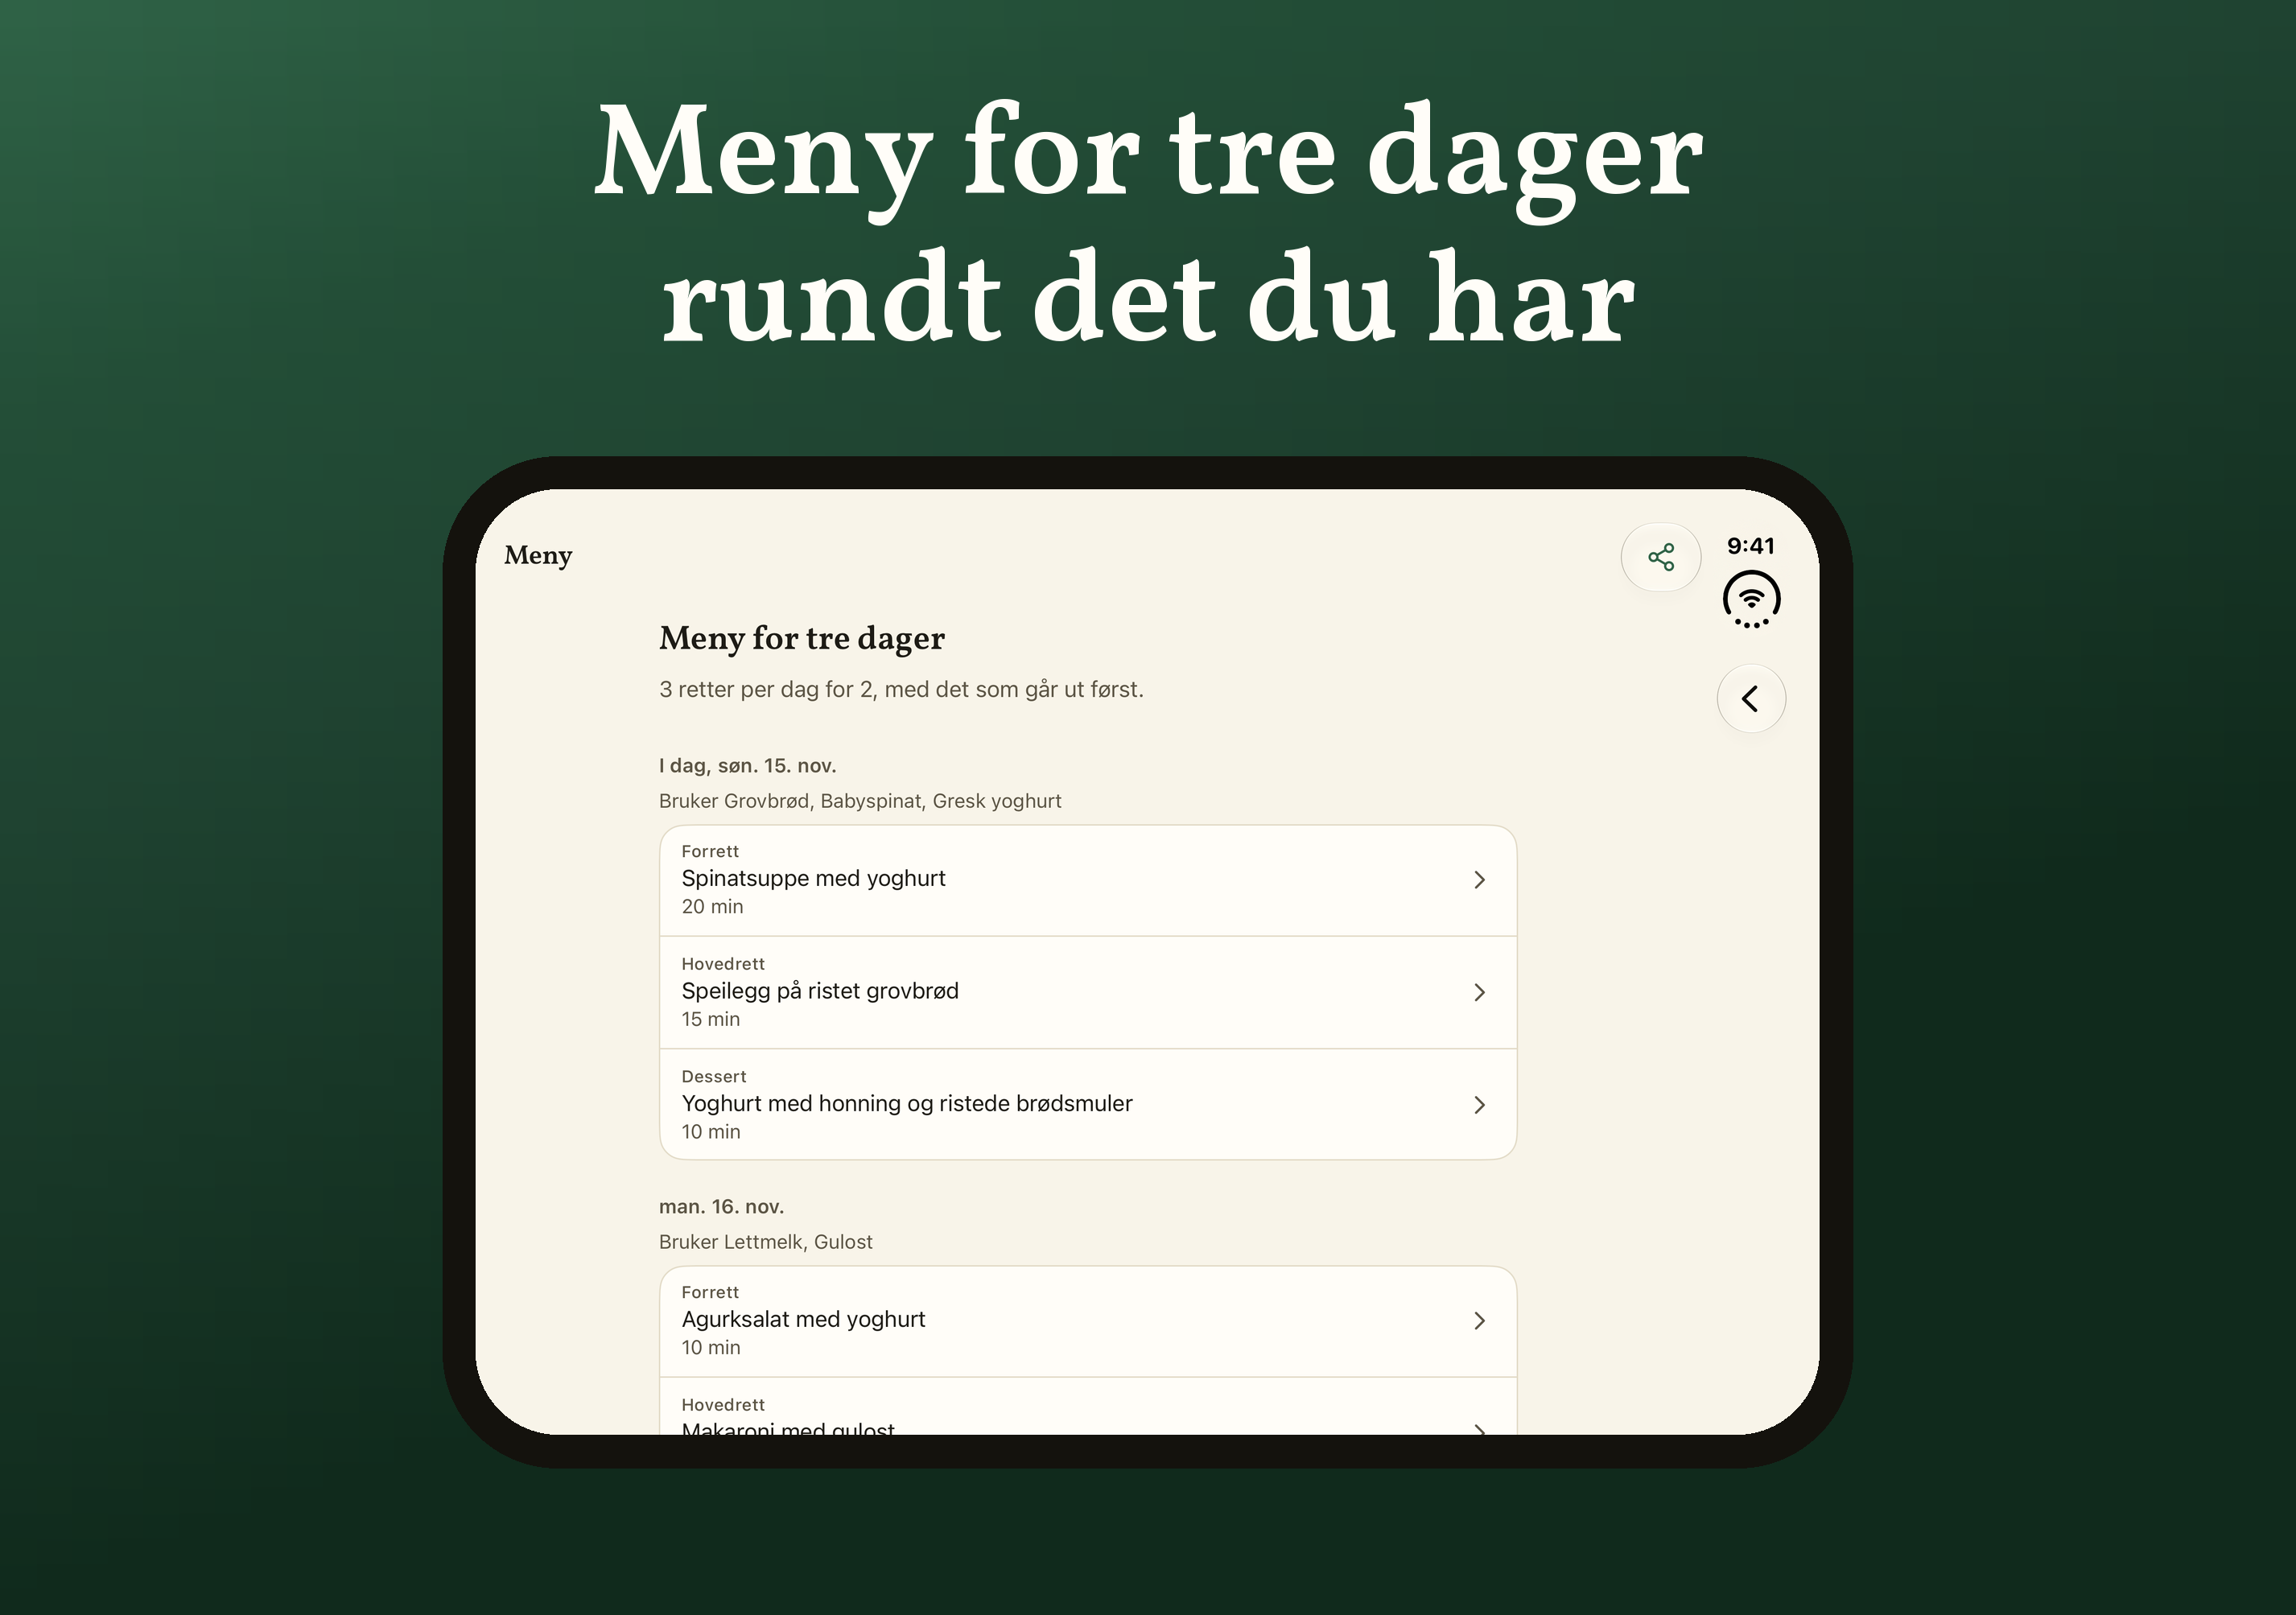 Meny for tre dager
rundt det du har
Meny
9:41
Meny for tre dager
3 retter per dag for 2, med det som går ut først.
I dag, søn. 15. nov.
Bruker Grovbrød, Babyspinat, Gresk yoghurt
Forrett
Spinatsuppe med yoghurt
20 min
Hovedrett
Speilegg på ristet grovbrød
15 min
Dessert
Yoghurt med honning og ristede brødsmuler
10 min
man. 16. nov.
Bruker Lettmelk, Gulost
Forrett
Agurksalat med yoghurt
10 min
Hovedrett
Makaroni med gulost